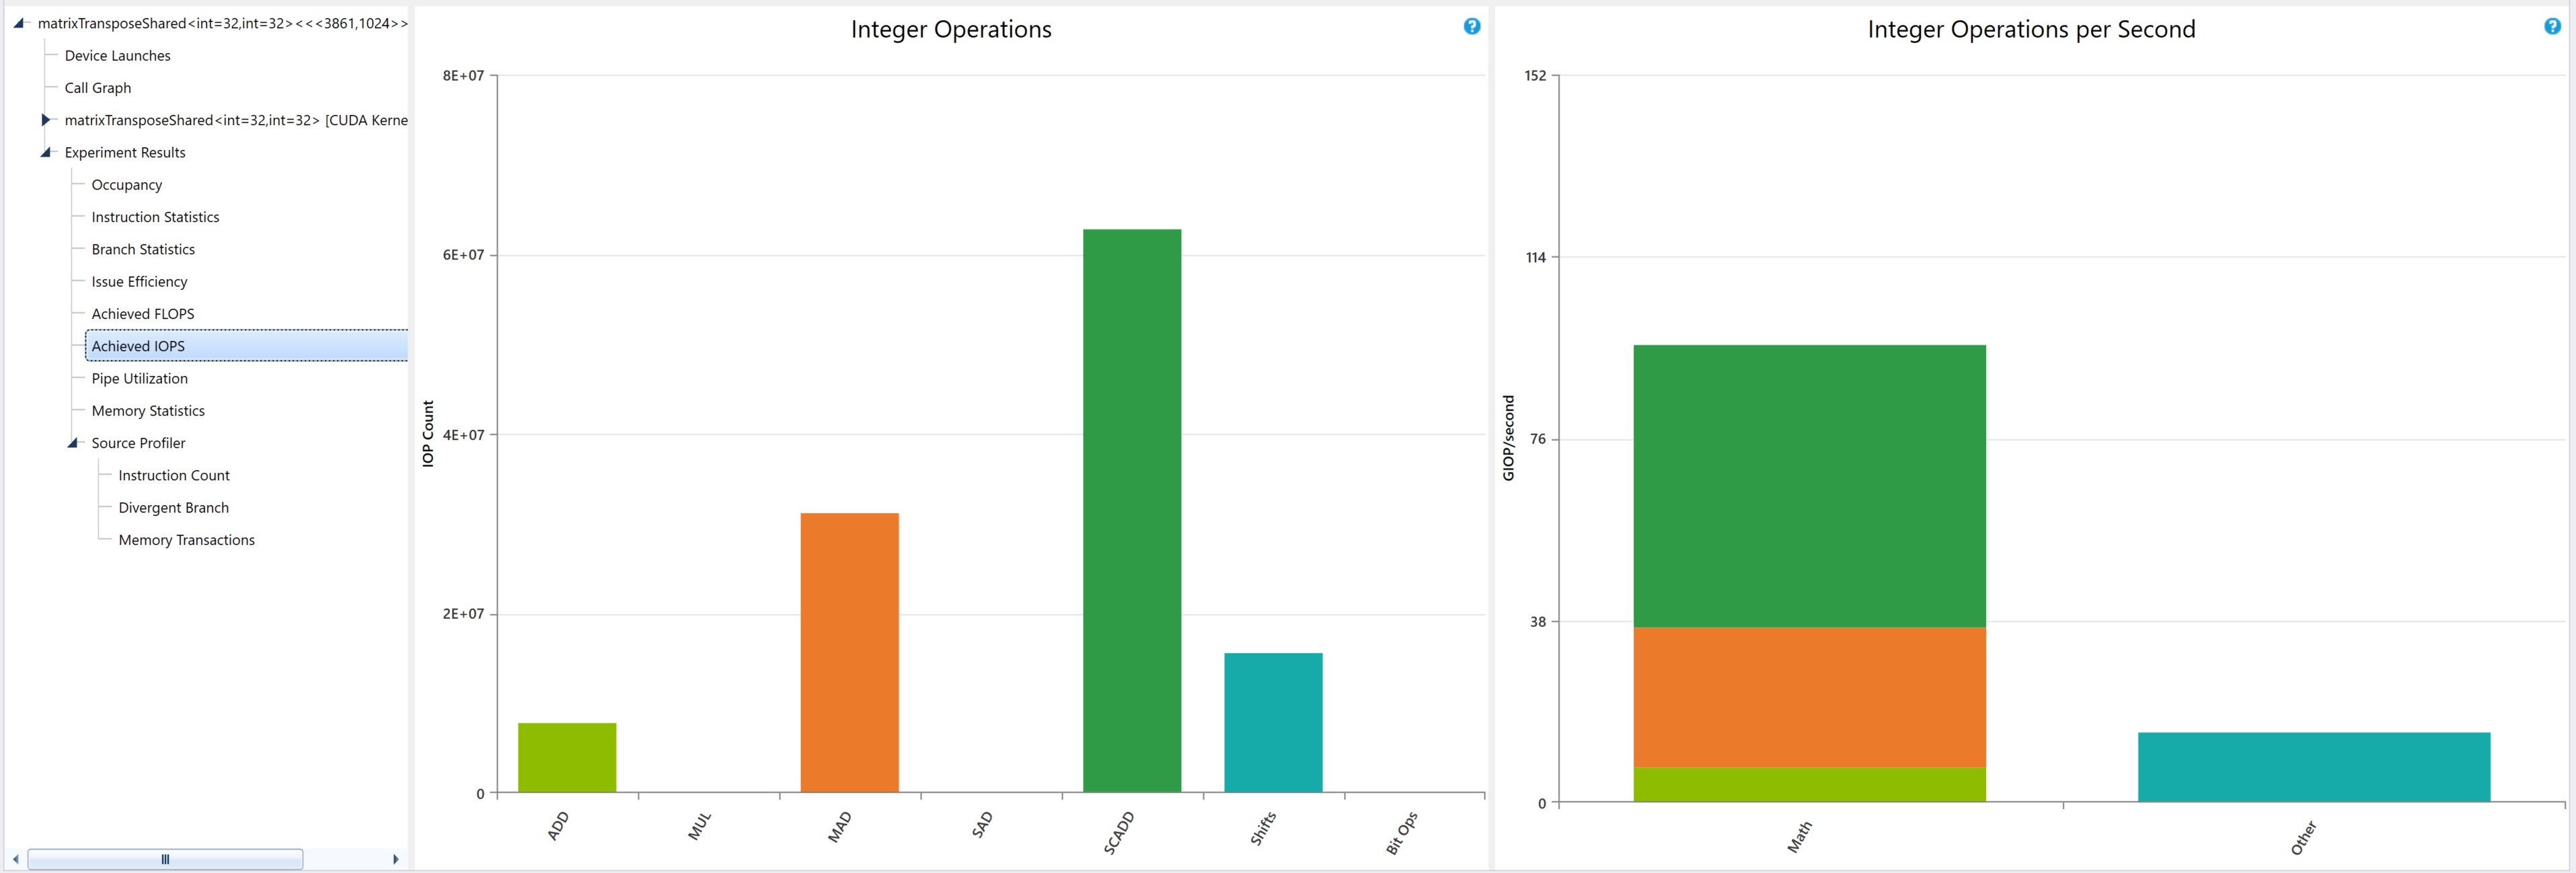 matrixTransposeShared<int=32,int=32><<<3861,1024>>
Device Launches
Call Graph
matrixTransposeShared<int=32,int=32> [CUDA Kerne
Experiment Results
Occupancy
Instruction Statistics
Branch Statistics
Issue Efficiency
Achieved FLOPS
Achieved IOPS
Pipe Utilization
Memory Statistics
Source Profiler
Instruction Count
Divergent Branch
Memory Transactions
Integer Operations
?
IOP Count
8E+07
6E+07
4E+07
2E+07
0
ADD
MUL
MAD
SAD
SCADD
Shifts
Bit Ops
Integer Operations per Second
?
GIOP/second
152
114
76
38
0
Math
Other